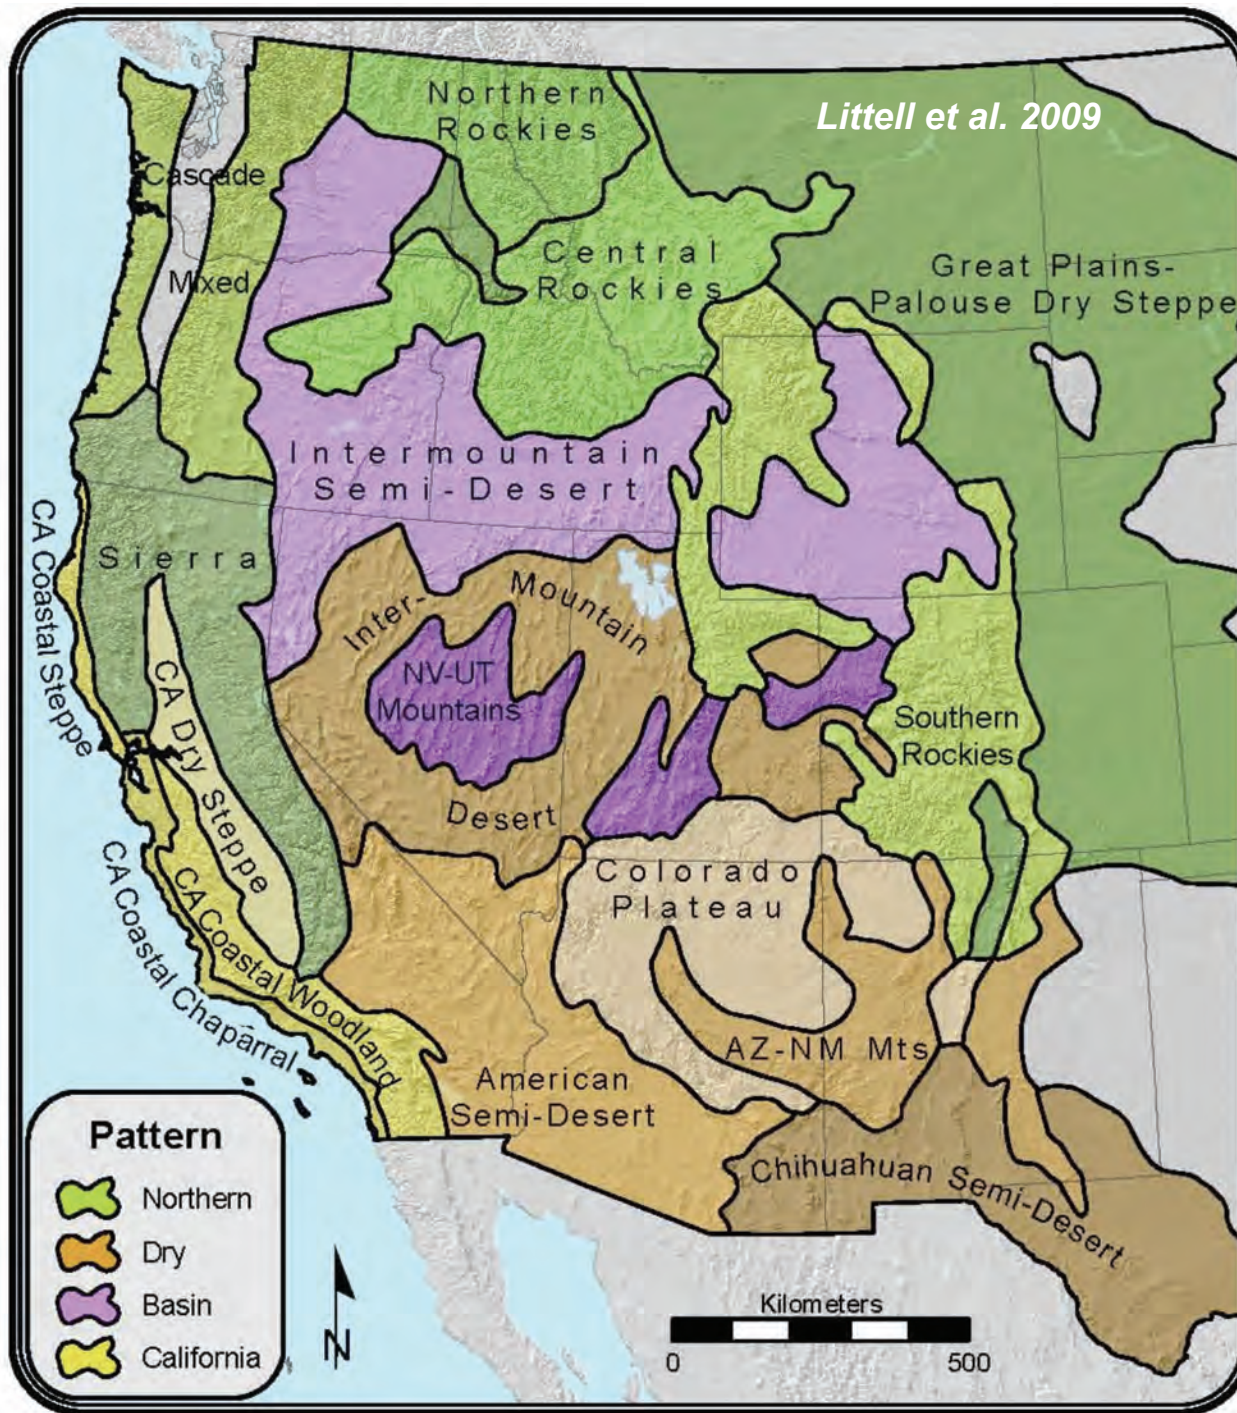 Littell et al. 2009
Northern
Rockies
Cascade
Mixed
Central
Rockies
Great Plains-
Palouse Dry Steppe
Intermountain
Semi-Desert
Sierra
CA Coastal Steppe
CA Dry Steppe
Inter-
Mountain
Desert
NV-UT
Mountains
Southern
Rockies
Colorado
Plateau
CA Coastal Woodland
CA Coastal Chaparral
AZ-NM Mts
American
Semi-Desert
Chihuahuan Semi-Desert
Pattern
Northern
Dry
Basin
California
N
Kilometers
0 500